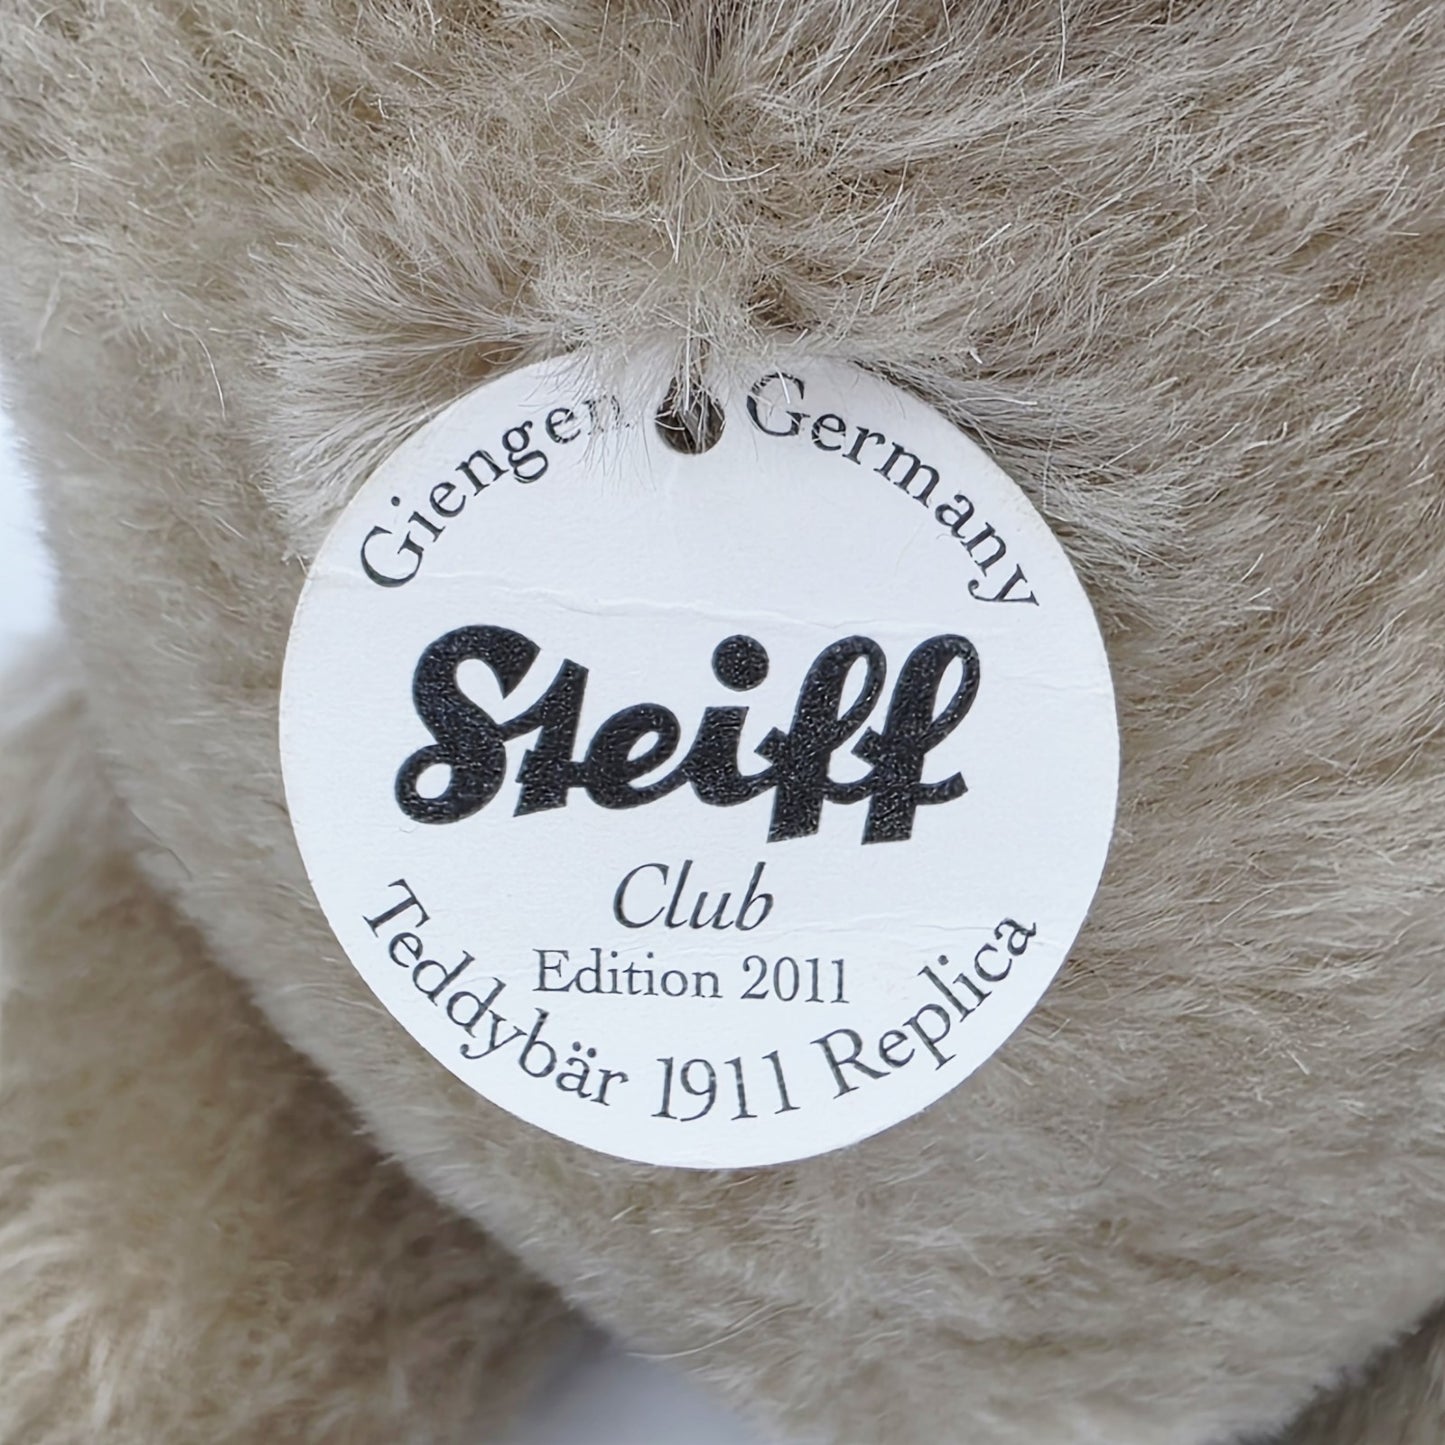 Giengen Germany
Steiff
Club
Edition 2011
Teddybär 1911 Replica